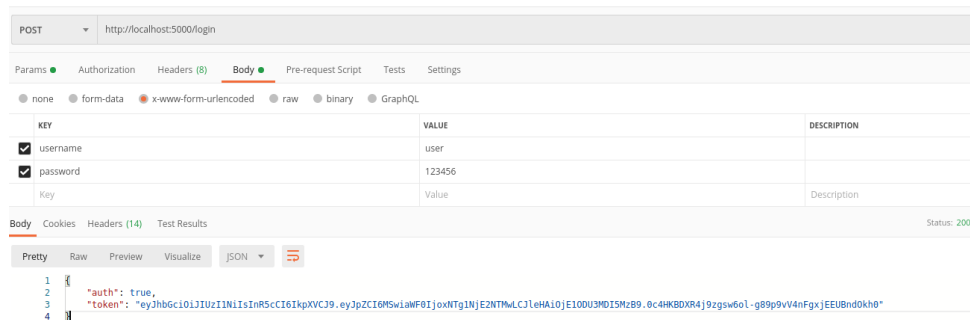 POST http://localhost:5000/login
Params Authorization Headers (8) Body Pre-request Script Tests Settings
none form-data x-www-form-urlencoded raw binary GraphQL
KEY VALUE DESCRIPTION
username user
password 123456
Key Value Description
Body Cookies Headers (14) Test Results Status: 200
Pretty Raw Preview Visualize JSON
1 {
2 "auth": true,
3 "token": "eyJhbGciOiJIUzI1NiIsInR5cCI6IkpXVCJ9.eyJpZCI6MSwiaWF0IjoxNTg1NjE2NTMwLCJleHAiOjE1ODU3MDI5MzB9.0c4HKBDXR4j9zgsw6ol-g89p9vV4nFgxjEEUBndOkh0"
4 }